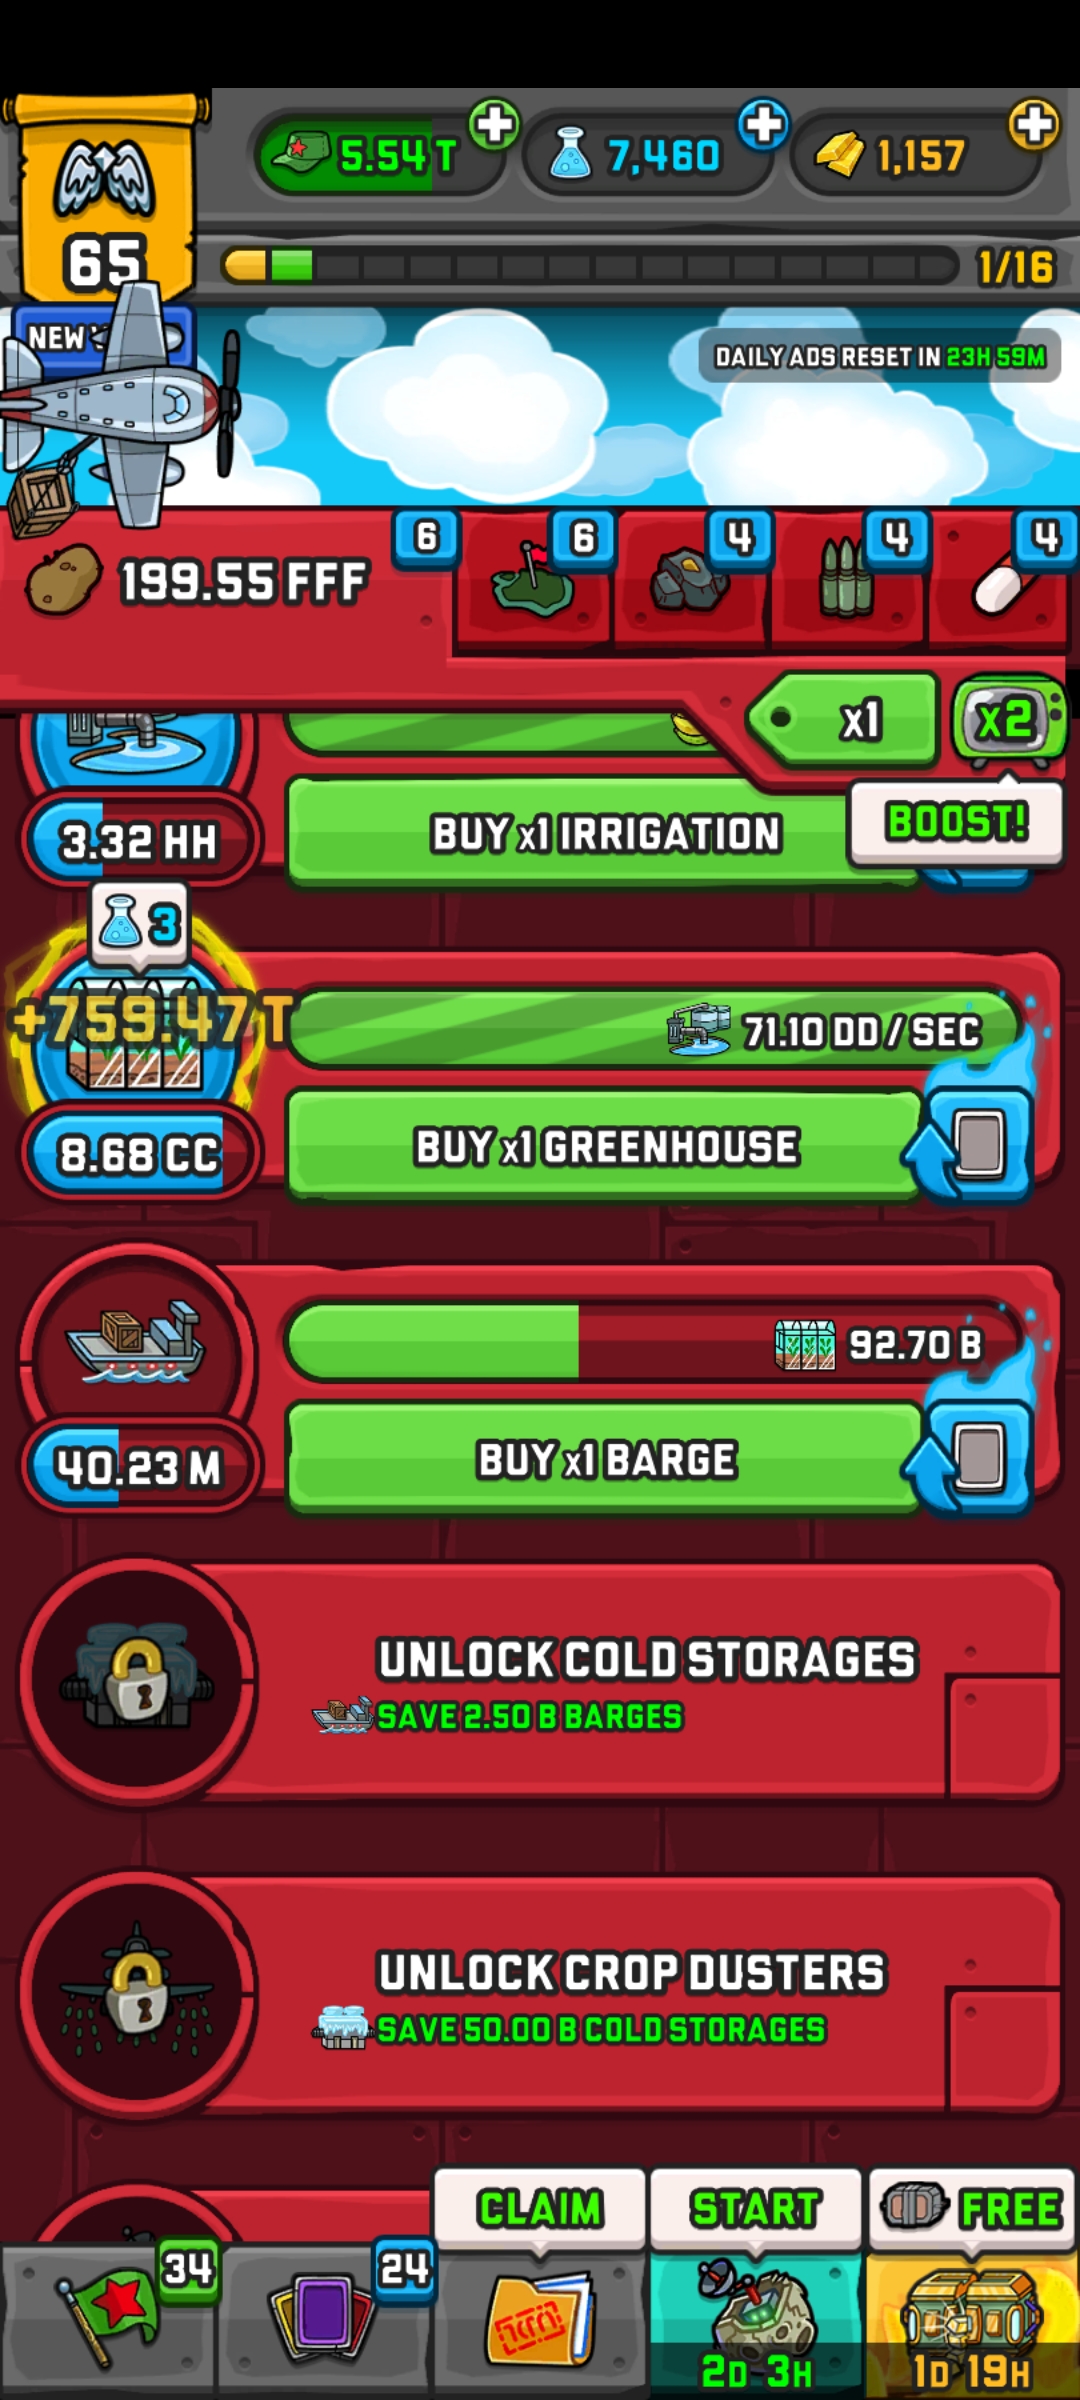 5.54 T
7,460
1,157
65
1/16
NEW
DAILY ADS RESET IN 23H 59M
199.55 FFF
6
6
4
4
4
x1
x2
BOOST!
3.32 HH
BUY x1 IRRIGATION
3
+759.47 T
71.10 DD / SEC
8.68 CC
BUY x1 GREENHOUSE
92.70 B
40.23 M
BUY x1 BARGE
UNLOCK COLD STORAGES
SAVE 2.50 B BARGES
UNLOCK CROP DUSTERS
SAVE 50.00 B COLD STORAGES
CLAIM
START
FREE
34
24
2D 3H
1D 19H